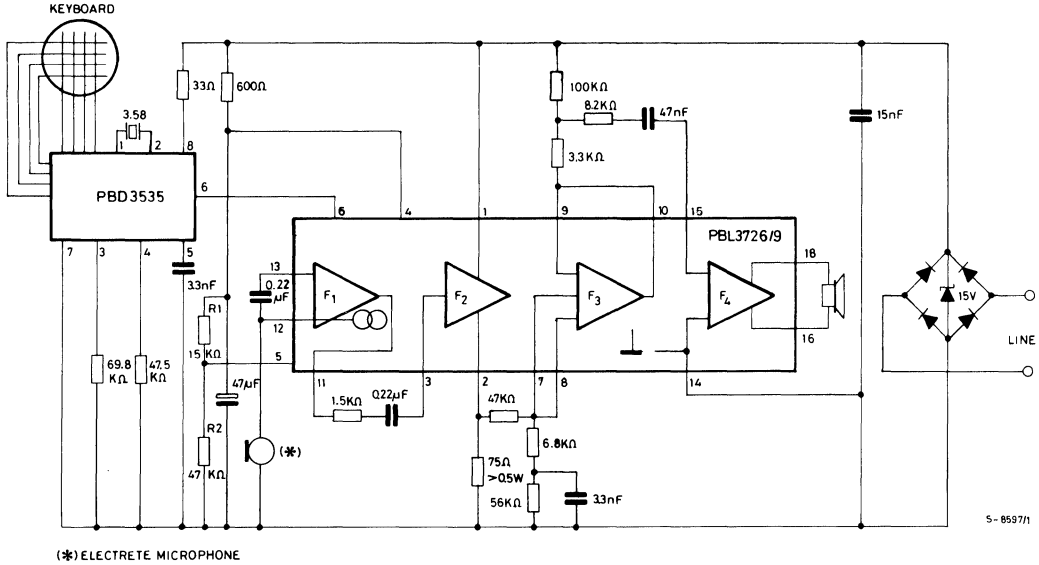 KEYBOARD
33Ω
600Ω
100KΩ
8.2KΩ
47nF
15nF
3.58
1
2
8
3.3KΩ
PBD3535
6
6
4
1
9
10
15
PBL3726/9
7
3
4
5
3.3nF
13
0.22
µF
F1
F2
F3
F4
18
15V
12
R1
15 KΩ
5
16
LINE
69.8
KΩ
47.5
KΩ
47µF
11
3
2
7
8
14
1.5KΩ
0.22µF
47KΩ
R2
47 KΩ
(*)
6.8KΩ
75Ω
>0.5W
56KΩ
3.3nF
S-8597/1
(*) ELECTRETE MICROPHONE